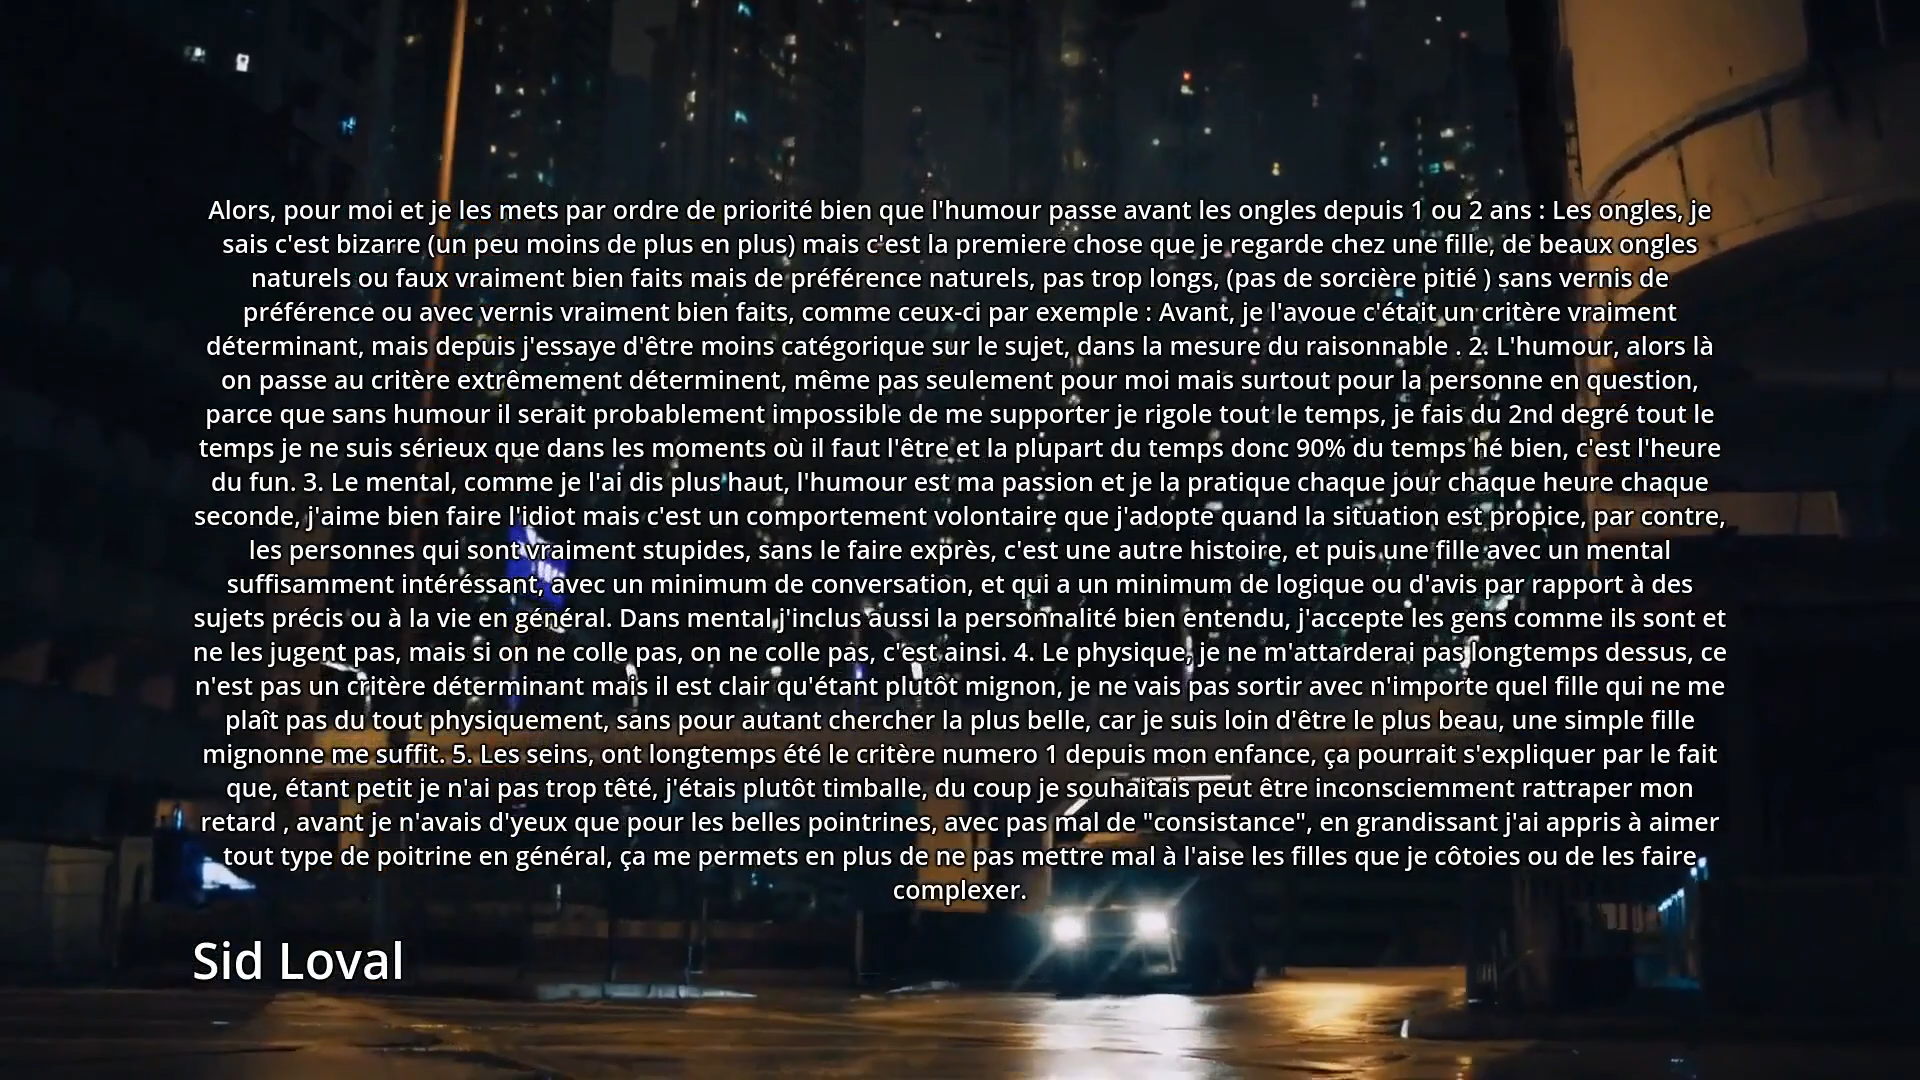 Alors, pour moi et je les mets par ordre de priorité bien que l'humour passe avant les ongles depuis 1 ou 2 ans : Les ongles, je
sais c'est bizarre (un peu moins de plus en plus) mais c'est la premiere chose que je regarde chez une fille, de beaux ongles
naturels ou faux vraiment bien faits mais de préférence naturels, pas trop longs, (pas de sorcière pitié ) sans vernis de
préférence ou avec vernis vraiment bien faits, comme ceux-ci par exemple : Avant, je l'avoue c'était un critère vraiment
déterminant, mais depuis j'essaye d'être moins catégorique sur le sujet, dans la mesure du raisonnable . 2. L'humour, alors là
on passe au critère extrêmement déterminent, même pas seulement pour moi mais surtout pour la personne en question,
parce que sans humour il serait probablement impossible de me supporter je rigole tout le temps, je fais du 2nd degré tout le
temps je ne suis sérieux que dans les moments où il faut l'être et la plupart du temps donc 90% du temps hé bien, c'est l'heure
du fun. 3. Le mental, comme je l'ai dis plus haut, l'humour est ma passion et je la pratique chaque jour chaque heure chaque
seconde, j'aime bien faire l'idiot mais c'est un comportement volontaire que j'adopte quand la situation est propice, par contre,
les personnes qui sont vraiment stupides, sans le faire exprès, c'est une autre histoire, et puis une fille avec un mental
suffisamment intéréssant, avec un minimum de conversation, et qui a un minimum de logique ou d'avis par rapport à des
sujets précis ou à la vie en général. Dans mental j'inclus aussi la personnalité bien entendu, j'accepte les gens comme ils sont et
ne les jugent pas, mais si on ne colle pas, on ne colle pas, c'est ainsi. 4. Le physique, je ne m'attarderai pas longtemps dessus, ce
n'est pas un critère déterminant mais il est clair qu'étant plutôt mignon, je ne vais pas sortir avec n'importe quel fille qui ne me
plaît pas du tout physiquement, sans pour autant chercher la plus belle, car je suis loin d'être le plus beau, une simple fille
mignonne me suffit. 5. Les seins, ont longtemps été le critère numero 1 depuis mon enfance, ça pourrait s'expliquer par le fait
que, étant petit je n'ai pas trop têté, j'étais plutôt timballe, du coup je souhaitais peut être inconsciemment rattraper mon
retard , avant je n'avais d'yeux que pour les belles pointrines, avec pas mal de "consistance", en grandissant j'ai appris à aimer
tout type de poitrine en général, ça me permets en plus de ne pas mettre mal à l'aise les filles que je côtoies ou de les faire
complexer.
Sid Loval